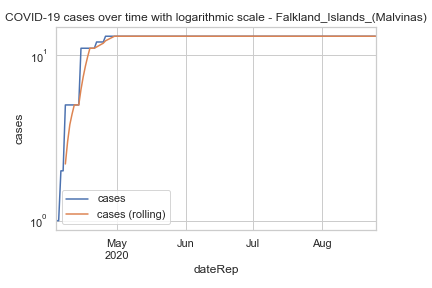 COVID-19 cases over time with logarithmic scale - Falkland_Islands_(Malvinas)
10¹
cases
10⁰
cases
cases (rolling)
May Jun Jul Aug
2020
dateRep